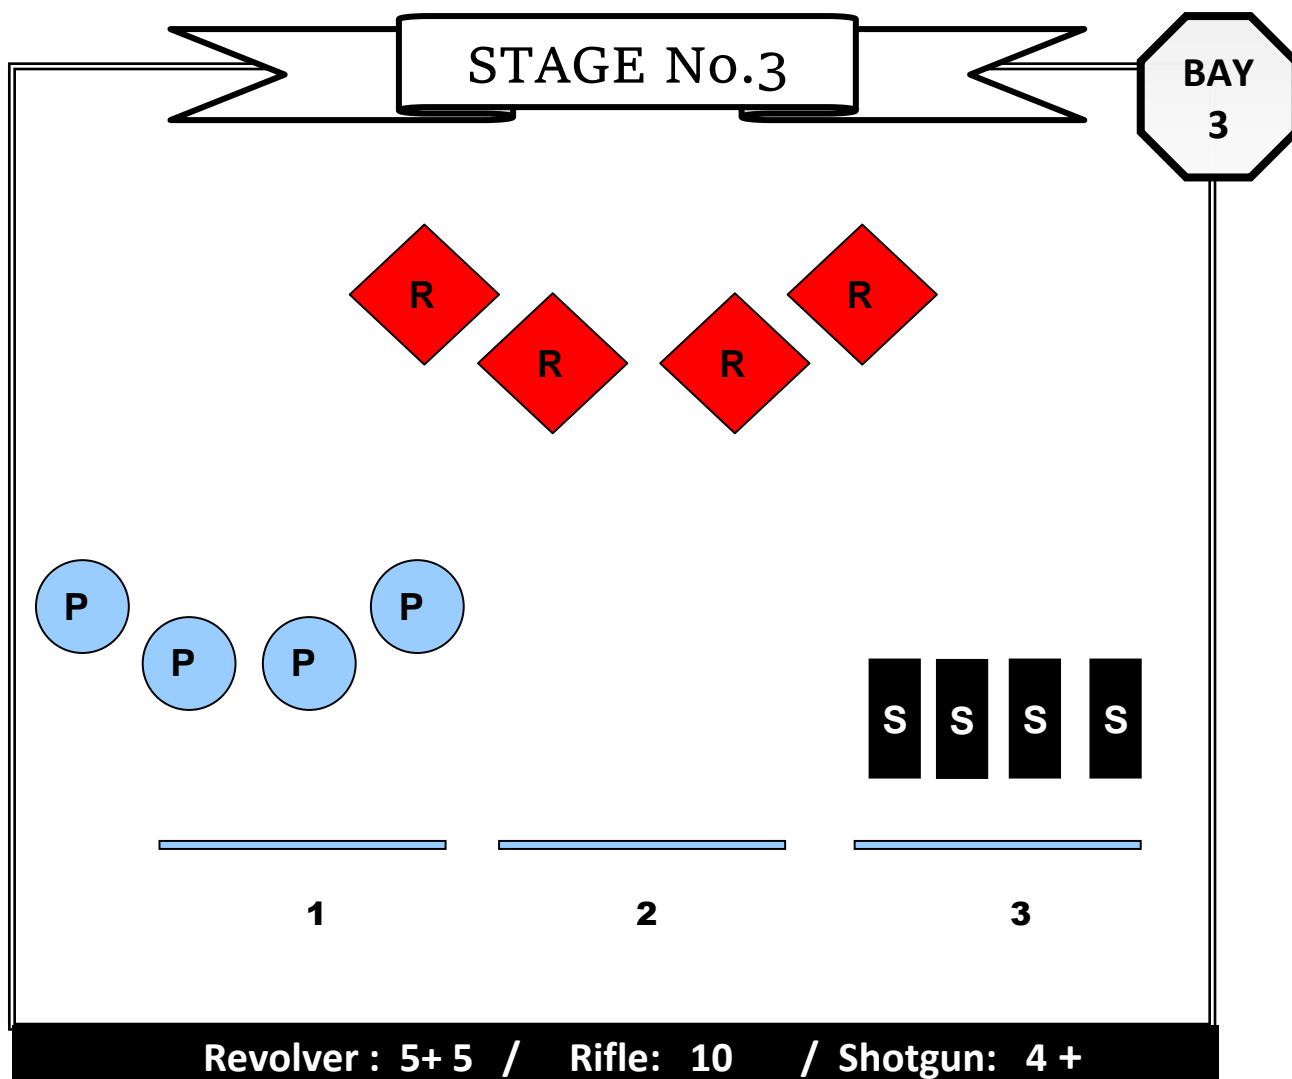 STAGE No.3
BAY
3
R
R
R
R
P
P
P
P
S
S
S
S
1
2
3
Revolver : 5+ 5 / Rifle: 10 / Shotgun: 4 +